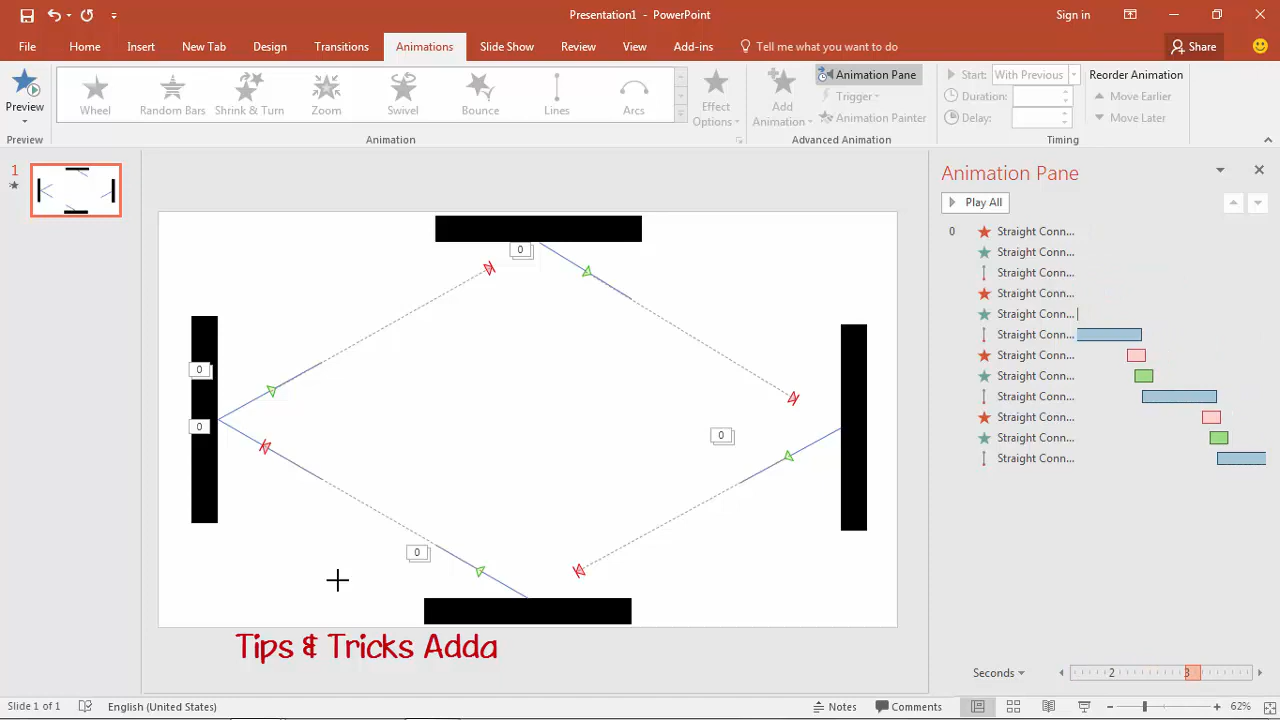 Presentation1 - PowerPoint
Sign in
File
Home
Insert
New Tab
Design
Transitions
Animations
Slide Show
Review
View
Add-ins
Tell me what you want to do
Share
Preview
Wheel
Random Bars
Shrink & Turn
Zoom
Swivel
Bounce
Lines
Arcs
Effect
Options
Add
Animation
Animation Pane
Trigger
Animation Painter
Start:
With Previous
Duration:
Delay:
Reorder Animation
Move Earlier
Move Later
Preview
Animation
Advanced Animation
Timing
1
0
0
0
0
0
Tips & Tricks Adda
Animation Pane
Play All
0
Straight Conn...
Straight Conn...
Straight Conn...
Straight Conn...
Straight Conn...
Straight Conn...
Straight Conn...
Straight Conn...
Straight Conn...
Straight Conn...
Straight Conn...
Straight Conn...
Seconds
2
3
Slide 1 of 1
English (United States)
Notes
Comments
62%